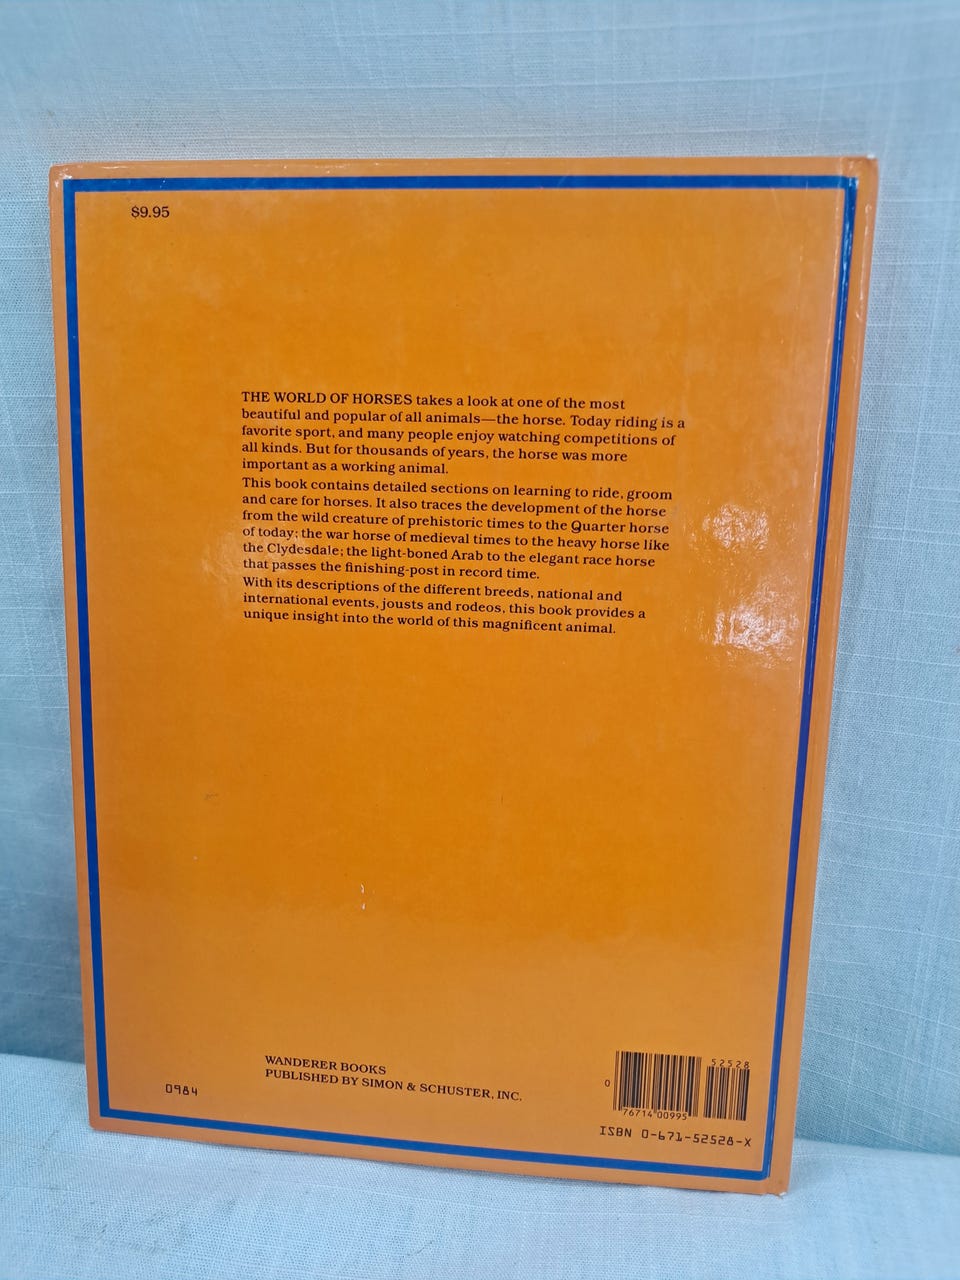 $9.95
THE WORLD OF HORSES takes a look at one of the most
beautiful and popular of all animals—the horse. Today riding is a
favorite sport, and many people enjoy watching competitions of
all kinds. But for thousands of years, the horse was more
important as a working animal.
This book contains detailed sections on learning to ride, groom
and care for horses. It also traces the development of the horse
from the wild creature of prehistoric times to the Quarter horse
of today; the war horse of medieval times to the heavy horse like
the Clydesdale; the light-boned Arab to the elegant race horse
that passes the finishing-post in record time.
With its descriptions of the different breeds, national and
international events, jousts and rodeos, this book provides a
unique insight into the world of this magnificent animal.
WANDERER BOOKS
PUBLISHED BY SIMON & SCHUSTER, INC.
0984
52528
0
76714 00995
ISBN 0-671-52528-X